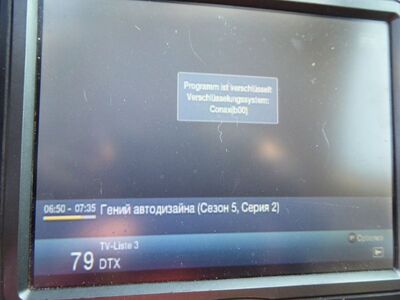 Programm ist verschlüsselt
Verschlüsselungssystem:
Conax(b00)
06:50 - 07:35
Гений автодизайна (Сезон 5, Серия 2)
TV-Liste 3
79 DTX